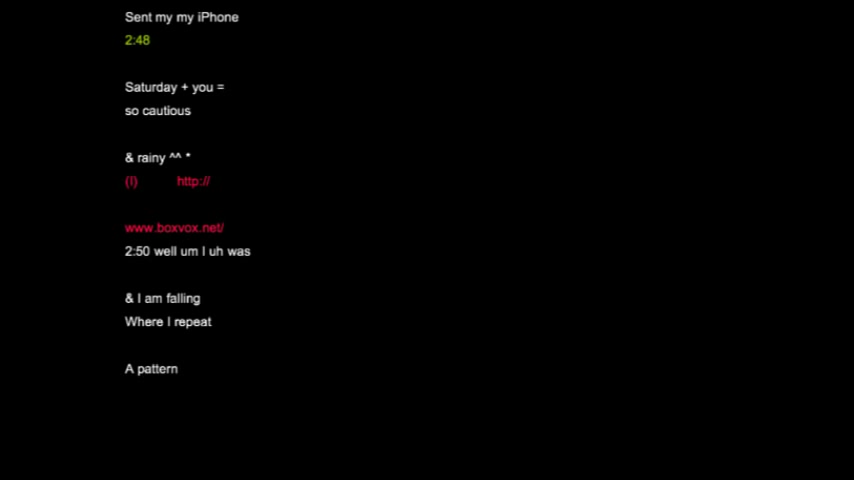 Sent my my iPhone
2:48
Saturday + you =
so cautious
& rainy ^^ *
(I) http://
www.boxvox.net/
2:50 well um I uh was
& I am falling
Where I repeat
A pattern